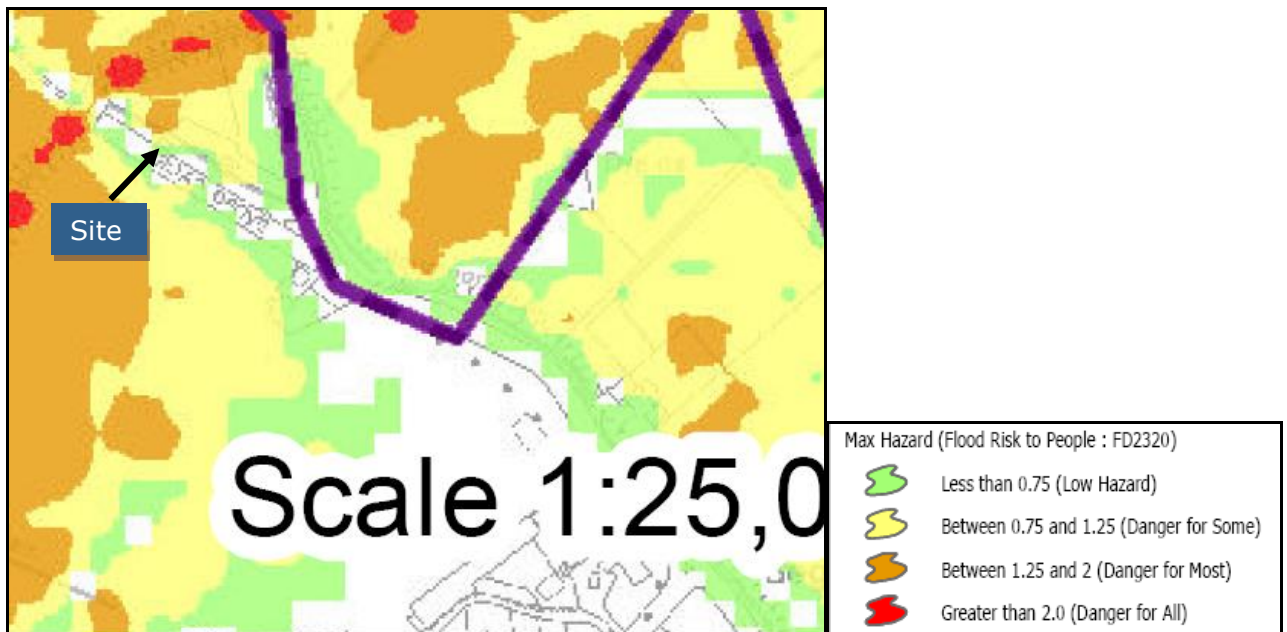 Site
Scale 1:25,0
Max Hazard (Flood Risk to People : FD2320)
Less than 0.75 (Low Hazard)
Between 0.75 and 1.25 (Danger for Some)
Between 1.25 and 2 (Danger for Most)
Greater than 2.0 (Danger for All)